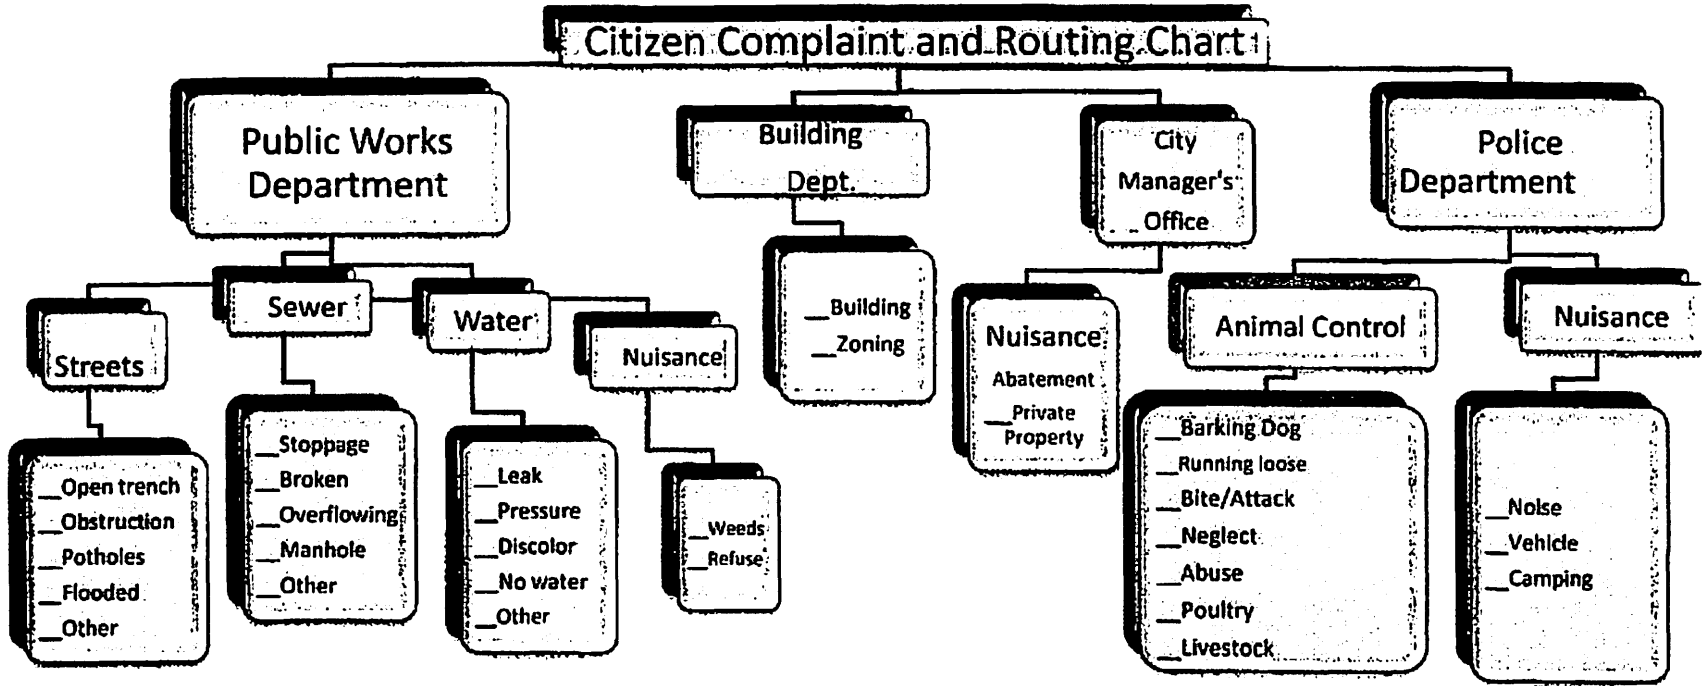 Citizen Complaint and Routing Chart
Public Works
Department
Building
Dept.
City
Manager's
Office
Police
Department
Streets
Sewer
Water
Nuisance
__Building
__Zoning
Nuisance
Abatement
__Private
Property
Animal Control
Nuisance
__Open trench
__Obstruction
__Potholes
__Flooded
__Other
__Stoppage
__Broken
__Overflowing
__Manhole
__Other
__Leak
__Pressure
__Discolor
__No water
__Other
__Weeds
__Refuse
__Barking Dog
__Running loose
__Bite/Attack
__Neglect
__Abuse
__Poultry
__Livestock
__Noise
__Vehicle
__Camping